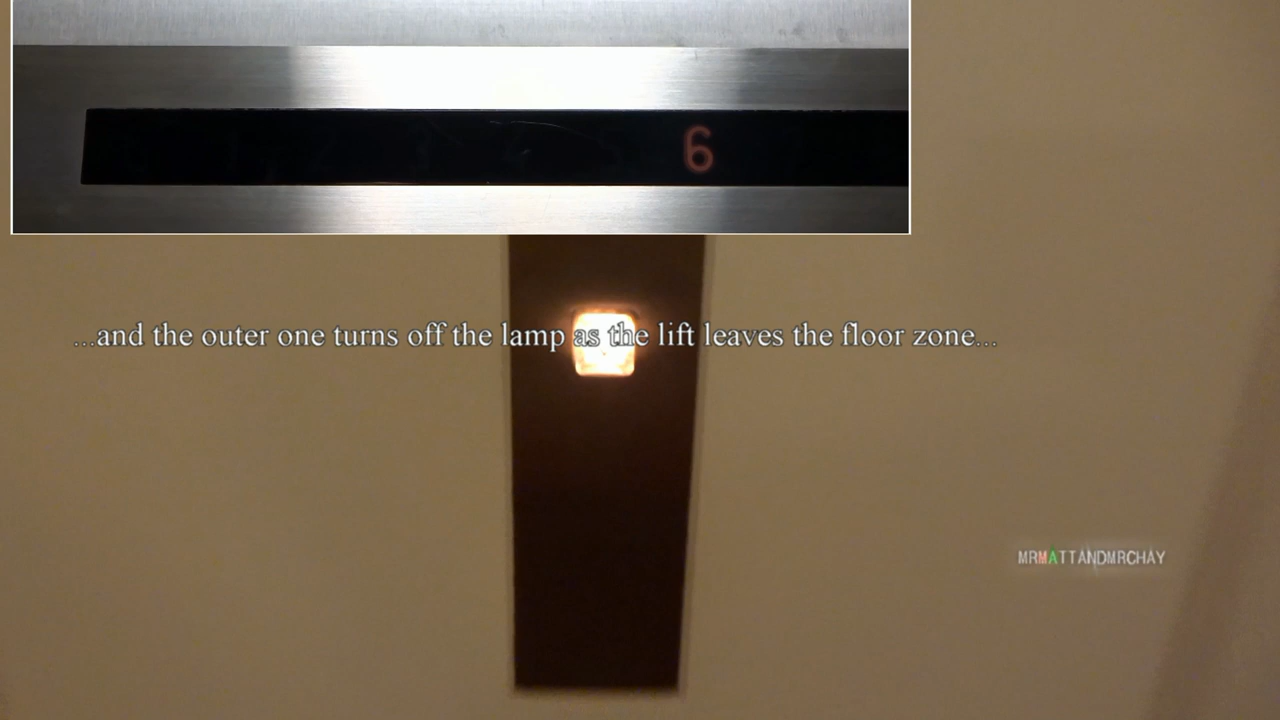 6
...and the outer one turns off the lamp as the lift leaves the floor zone...
MRMATTANDMRCHAY